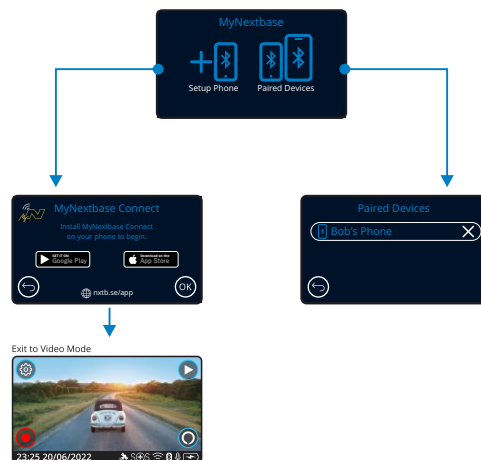 MyNextbase
Setup Phone
Paired Devices
MyNextbase Connect
Install MyNextbase Connect
on your phone to begin.
GET IT ON
Google Play
Download on the
App Store
nxtb.se/app
OK
Paired Devices
Bob's Phone
Exit to Video Mode
23:25 20/06/2022
SOS